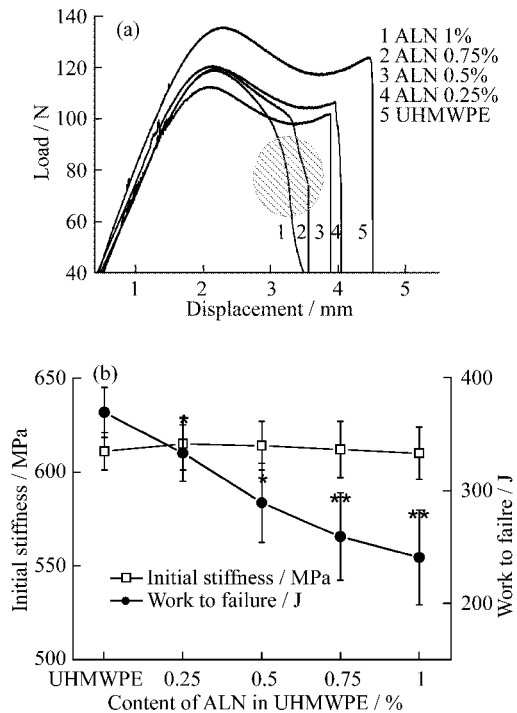 (a)
1 ALN 1%
2 ALN 0.75%
3 ALN 0.5%
4 ALN 0.25%
5 UHMWPE
140
120
100
80
60
40
Load / N
1 2 3 4 5
1 2 3 4 5
Displacement / mm
(b)
650
600
550
500
Initial stiffness / MPa
400
300
200
Work to failre / J
*
*
**
**
Initial stiffness / MPa
Work to failure / J
UHMWPE 0.25 0.5 0.75 1
Content of ALN in UHMWPE / %